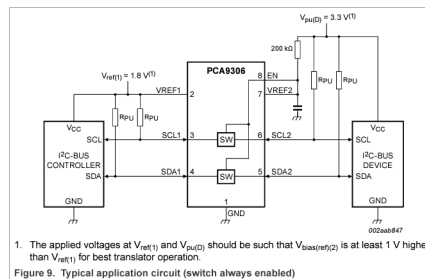 Vpu(D) = 3.3 V(1)
200 kΩ
PCA9306
Vref(1) = 1.8 V(1)
8 EN
RPU RPU
VREF1 2
7 VREF2
RPU RPU
VCC
SCL SCL1 3 SW 6 SCL2 SCL
VCC
I2C-BUS CONTROLLER
I2C-BUS DEVICE
SDA SDA1 4 SW 5 SDA2 SDA
1
GND
GND
GND
002aab847
1. The applied voltages at Vref(1) and Vpu(D) should be such that Vbias(ref)(2) is at least 1 V highe
than Vref(1) for best translator operation.
Figure 9. Typical application circuit (switch always enabled)